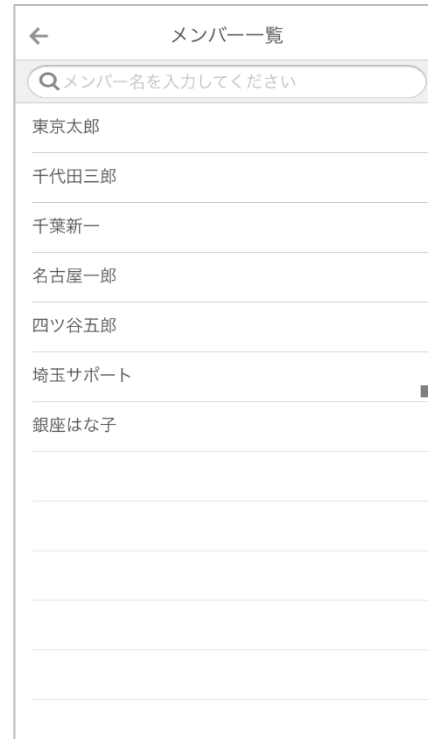 メンバー一覧
メンバー名を入力してください
東京太郎
千代田三郎
千葉新一
名古屋一郎
四ツ谷五郎
埼玉サポート
銀座はな子